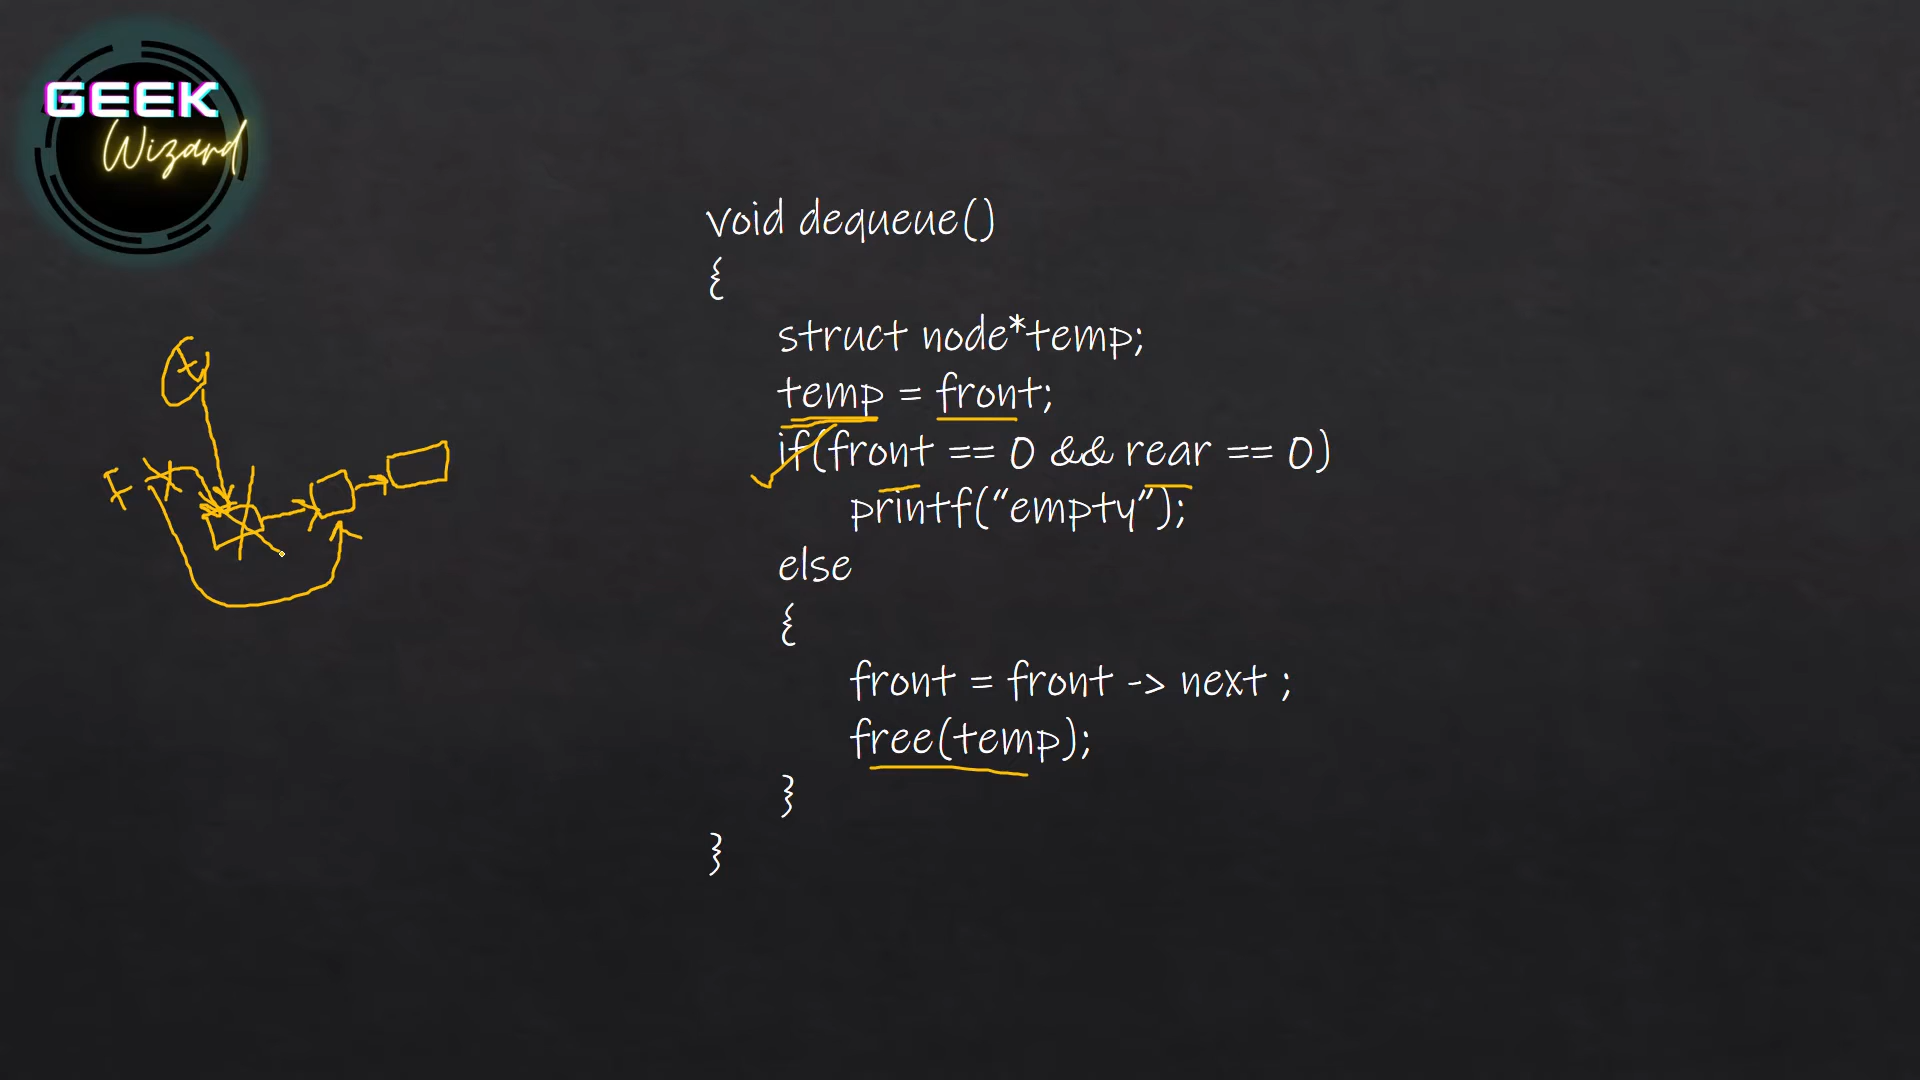 GEEK
Wizard
void dequeue()
{
struct node*temp;
temp = front;
if(front == 0 && rear == 0)
printf(“empty”);
else
{
front = front -> next ;
free(temp);
}
}
t
F